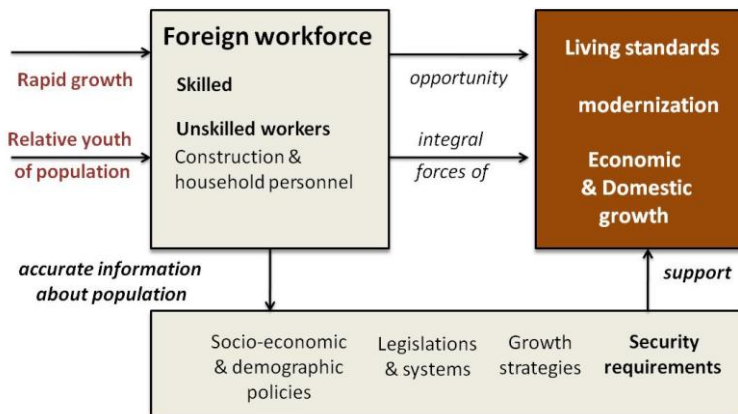 Rapid growth
Relative youth
of population
Foreign workforce
Skilled
Unskilled workers
Construction &
household personnel
opportunity
integral
forces of
Living standards
modernization
Economic
& Domestic
growth
accurate information
about population
support
Socio-economic
& demographic
policies
Legislations
& systems
Growth
strategies
Security
requirements